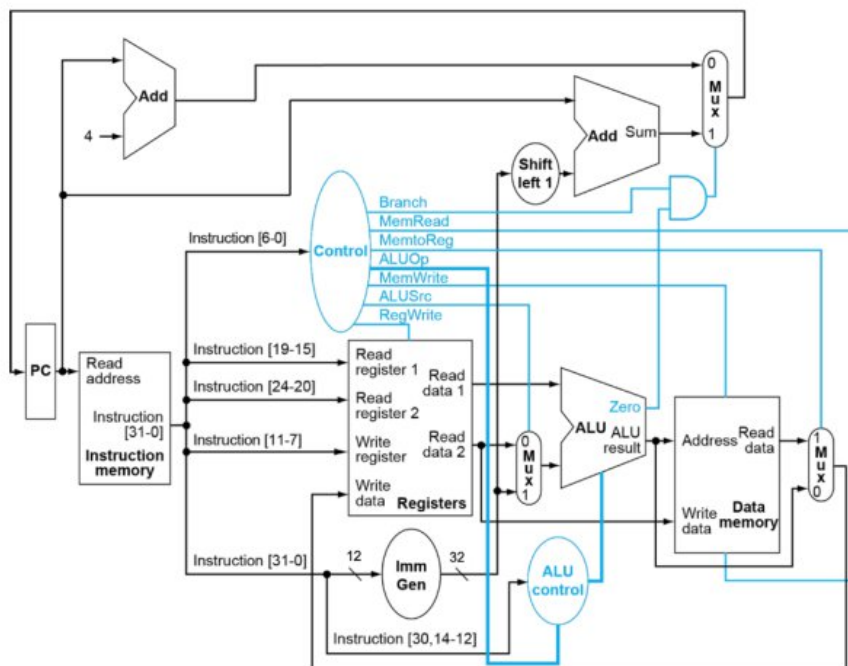 0
Mux
1
Add
4
Add Sum
Shift
left 1
Branch
MemRead
MemtoReg
ALUOp
MemWrite
ALUSrc
RegWrite
Control
Instruction [6-0]
PC
Read
address
Instruction
[31-0]
Instruction
memory
Instruction [19-15]
Instruction [24-20]
Instruction [11-7]
Instruction [31-0]
Read
register 1
Read
register 2
Write
register
Write
data
Read
data 1
Read
data 2
Registers
0
Mux
1
Zero
ALU
ALU
result
Address
Read
data
Write
data
Data
memory
1
Mux
0
12
Imm
Gen
32
ALU
control
Instruction [30,14-12]